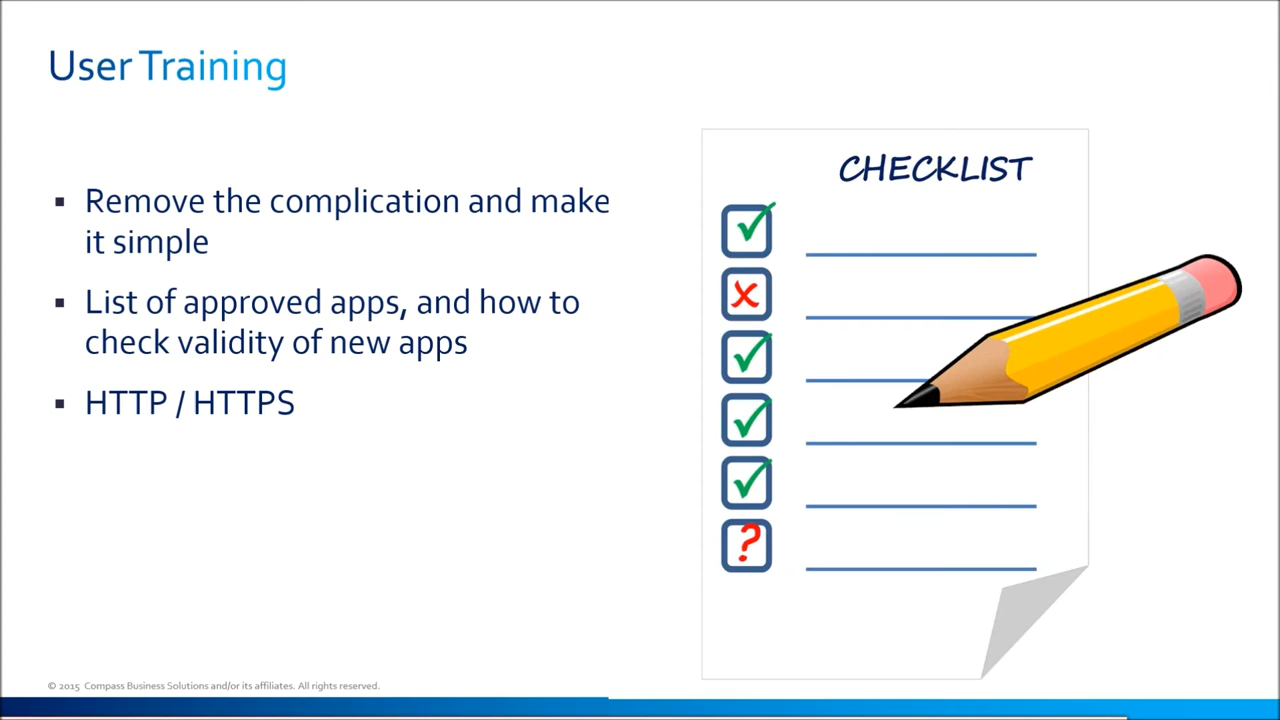 User Training
▪ Remove the complication and make
it simple
▪ List of approved apps, and how to
check validity of new apps
▪ HTTP / HTTPS
CHECKLIST
?
© 2015 Compass Business Solutions and/or its affiliates. All rights reserved.